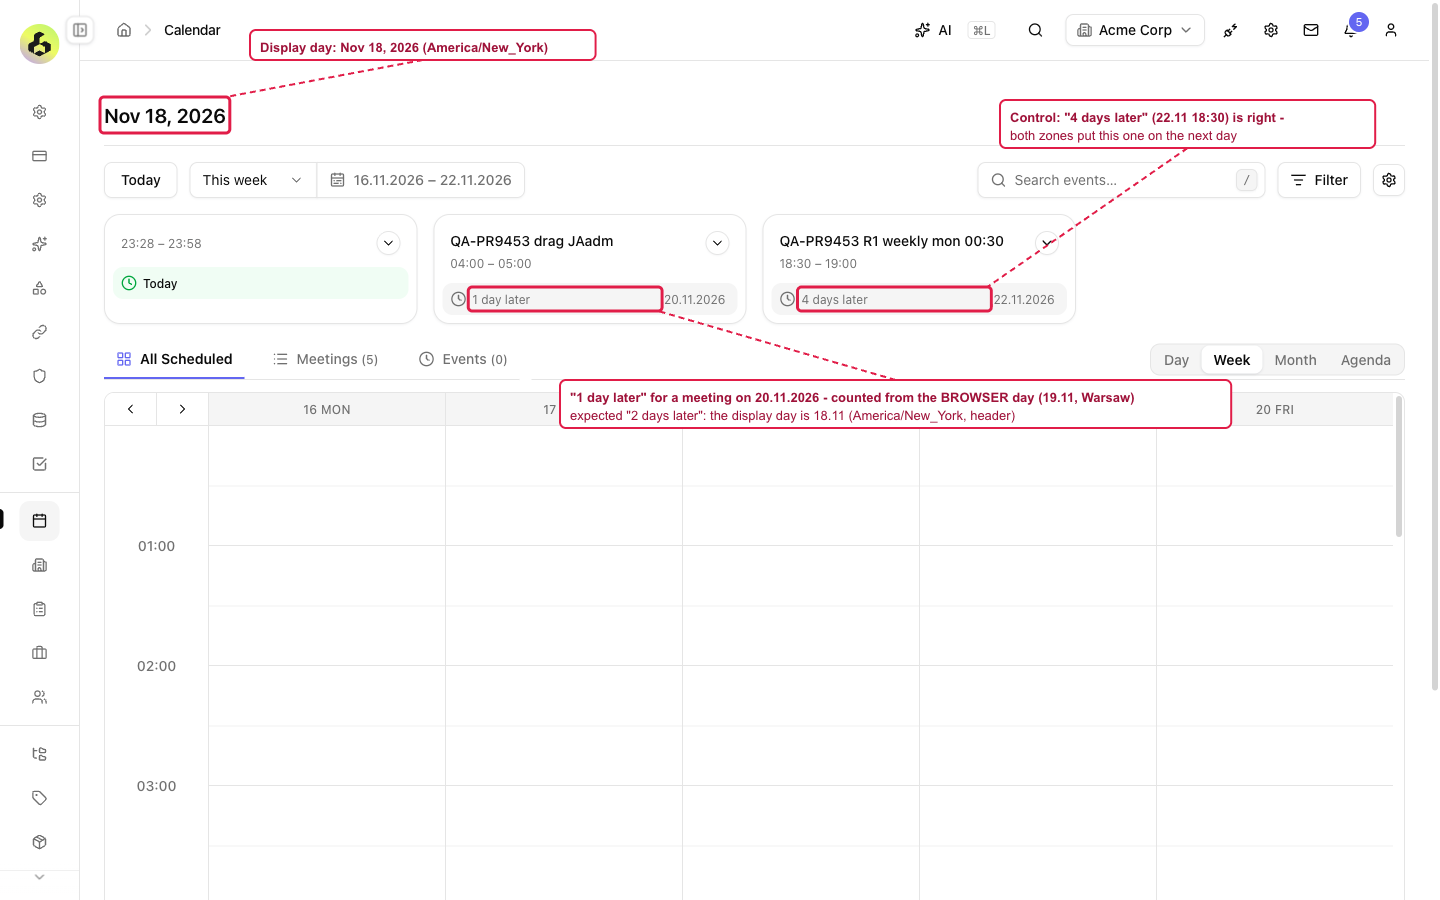 Calendar
AI
⌘L
Acme Corp
5
Display day: Nov 18, 2026 (America/New_York)
Nov 18, 2026
Control: "4 days later" (22.11 18:30) is right -
both zones put this one on the next day
Today
This week
16.11.2026 – 22.11.2026
Search events...
/
Filter
23:28 – 23:58
Today
QA-PR9453 drag JAadm
04:00 – 05:00
1 day later
20.11.2026
QA-PR9453 R1 weekly mon 00:30
18:30 – 19:00
4 days later
22.11.2026
All Scheduled
Meetings (5)
Events (0)
Day
Week
Month
Agenda
"1 day later" for a meeting on 20.11.2026 - counted from the BROWSER day (19.11, Warsaw)
expected "2 days later": the display day is 18.11 (America/New_York, header)
16 MON
17
20 FRI
01:00
02:00
03:00